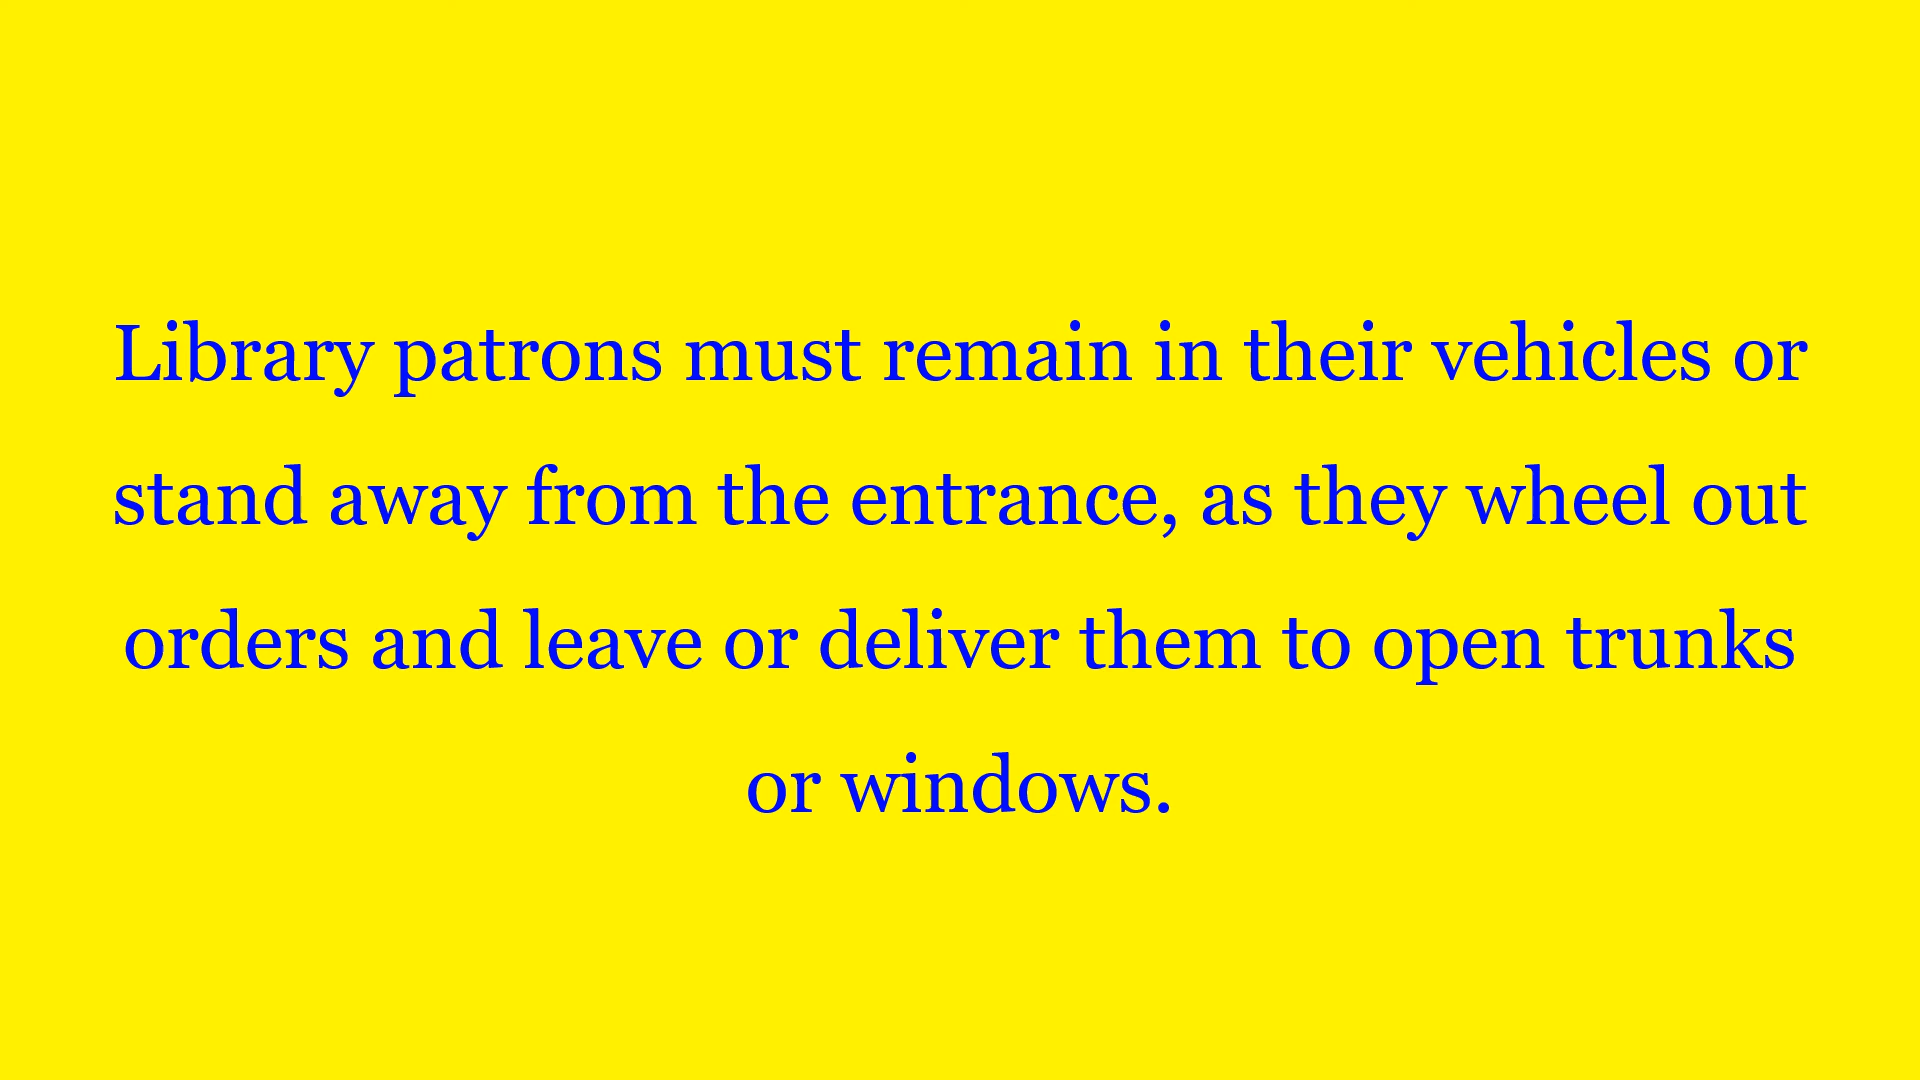 Library patrons must remain in their vehicles or
stand away from the entrance, as they wheel out
orders and leave or deliver them to open trunks
or windows.